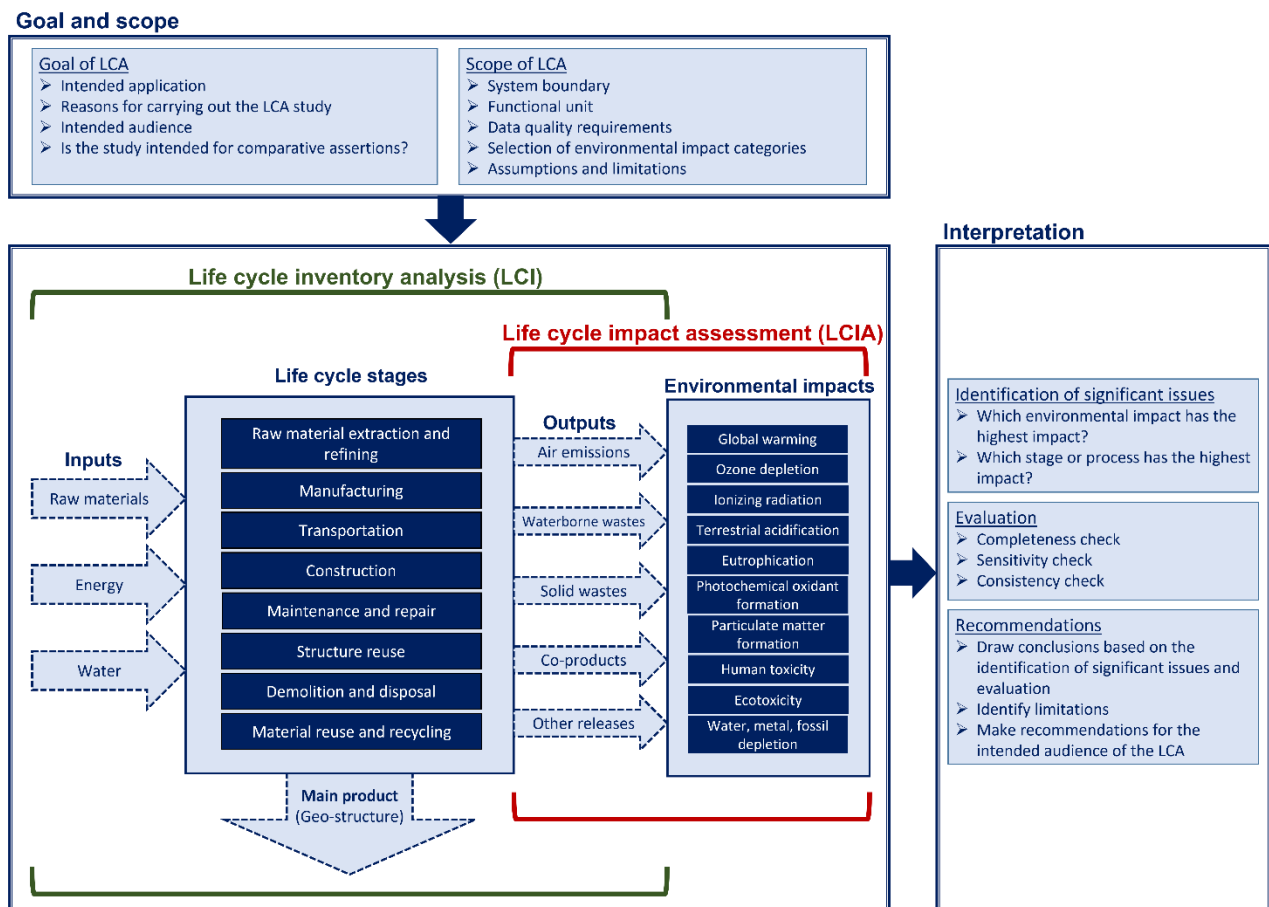 Goal and scope
Goal of LCA
➢ Intended application
➢ Reasons for carrying out the LCA study
➢ Intended audience
➢ Is the study intended for comparative assertions?
Scope of LCA
➢ System boundary
➢ Functional unit
➢ Data quality requirements
➢ Selection of environmental impact categories
➢ Assumptions and limitations
Life cycle inventory analysis (LCI)
Life cycle impact assessment (LCIA)
Inputs
Raw materials
Energy
Water
Life cycle stages
Raw material extraction and
refining
Manufacturing
Transportation
Construction
Maintenance and repair
Structure reuse
Demolition and disposal
Material reuse and recycling
Main product
(Geo-structure)
Outputs
Air emissions
Waterborne wastes
Solid wastes
Co-products
Other releases
Environmental impacts
Global warming
Ozone depletion
Ionizing radiation
Terrestrial acidification
Eutrophication
Photochemical oxidant
formation
Particulate matter
formation
Human toxicity
Ecotoxicity
Water, metal, fossil
depletion
Interpretation
Identification of significant issues
➢ Which environmental impact has the
highest impact?
➢ Which stage or process has the highest
impact?
Evaluation
➢ Completeness check
➢ Sensitivity check
➢ Consistency check
Recommendations
➢ Draw conclusions based on the
identification of significant issues and
evaluation
➢ Identify limitations
➢ Make recommendations for the
intended audience of the LCA